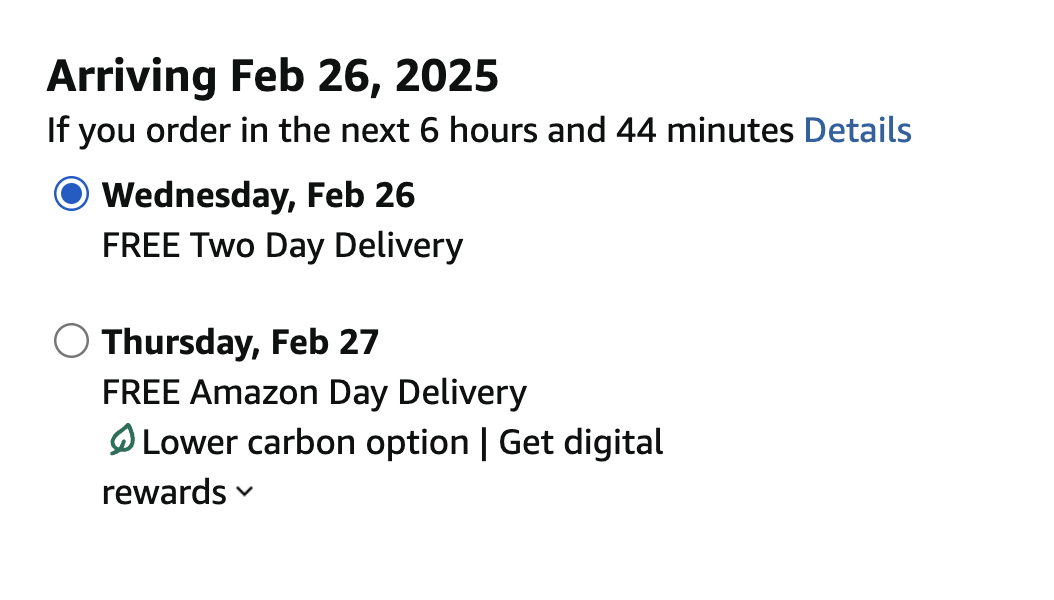 Arriving Feb 26, 2025
If you order in the next 6 hours and 44 minutes Details
Wednesday, Feb 26
FREE Two Day Delivery
Thursday, Feb 27
FREE Amazon Day Delivery
Lower carbon option | Get digital
rewards